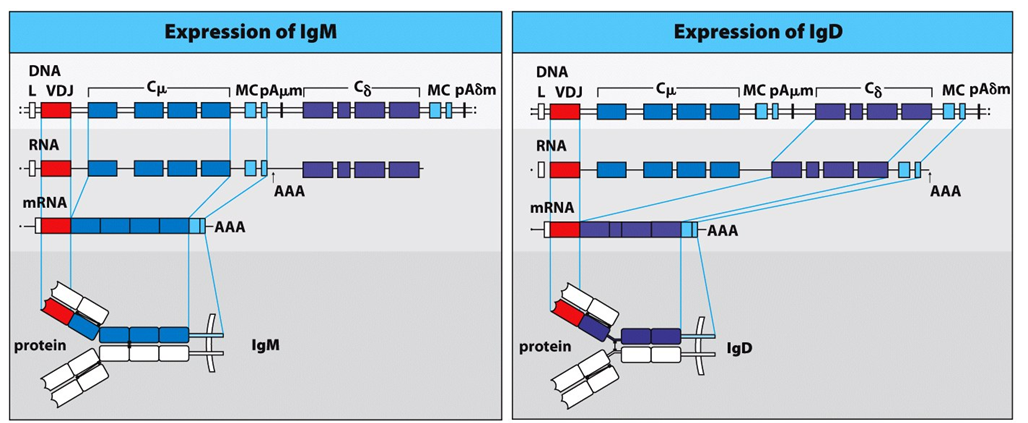 Expression of IgM
DNA
L VDJ Cμ MC pAμm Cδ MC pAδm
RNA
AAA
mRNA
AAA
protein
IgM
Expression of IgD
DNA
L VDJ Cμ MC pAμm Cδ MC pAδm
RNA
AAA
mRNA
AAA
protein
IgD